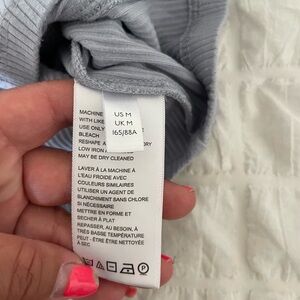 US M
UK M
165/88A
MACHINE
WITH LIKE
USE ONLY
BLEACH
RESHAPE DRY
LOW IRON
MAY BE DRY CLEANED
LAVER À LA MACHINE À
L'EAU FROIDE AVEC
COULEURS SIMILAIRES
UTILISER UN AGENT DE
BLANCHIMENT SANS CHLORE
SI NÉCESSAIRE
METTRE EN FORME ET
SÉCHER À PLAT
REPASSER, AU BESOIN, À
TRÈS BASSE TEMPÉRATURE
PEUT - ÊTRE ÊTRE NETTOYÉE
À SEC
P